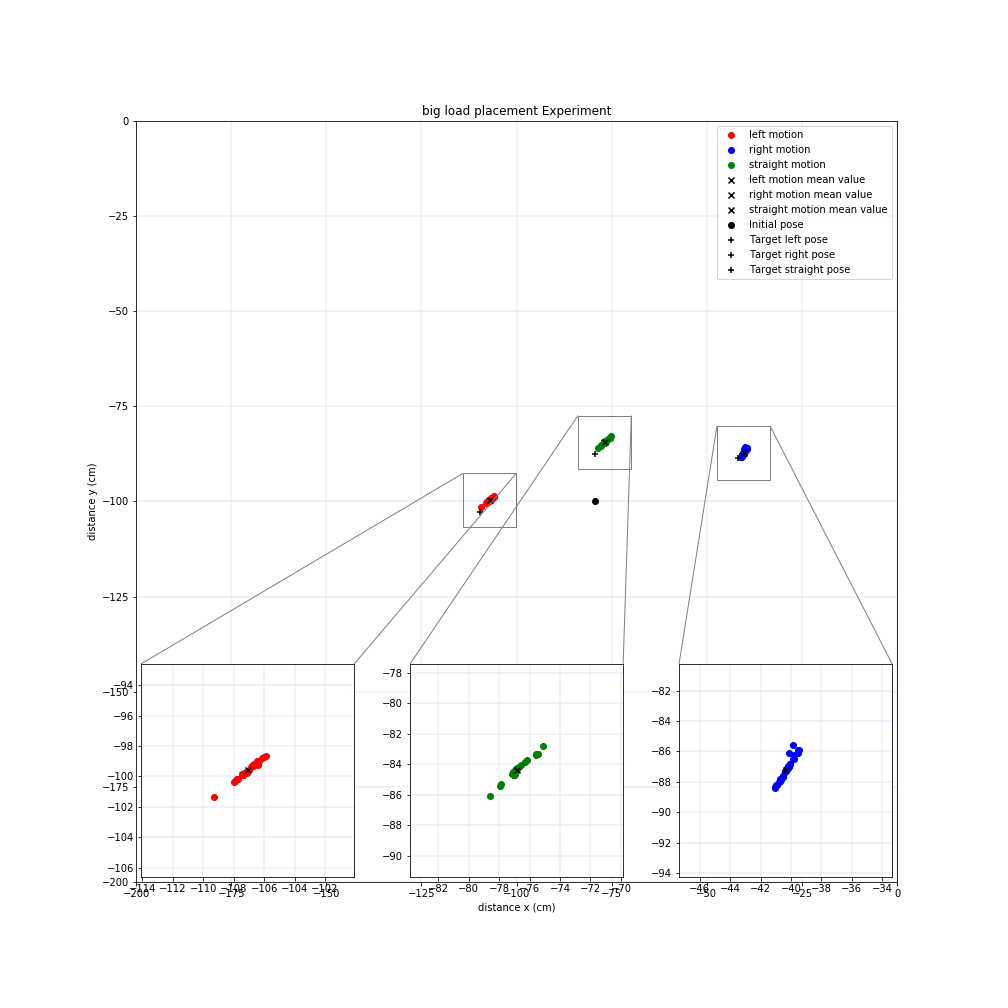 big load placement Experiment
0
−25
−50
−75
−100
−125
−150
−175
−200
distance y (cm)
left motion
right motion
straight motion
left motion mean value
right motion mean value
straight motion mean value
Initial pose
Target left pose
Target right pose
Target straight pose
−94
−96
−98
−100
−102
−104
−106
−114 −112 −110 −108 −106 −104 −102
−78
−80
−82
−84
−86
−88
−90
−82 −80 −78 −76 −74 −72 −70
−82
−84
−86
−88
−90
−92
−94
−46 −44 −42 −40 −38 −36 −34
−200 −175 −150 −125 −100 −75 −50 −25 0
distance x (cm)